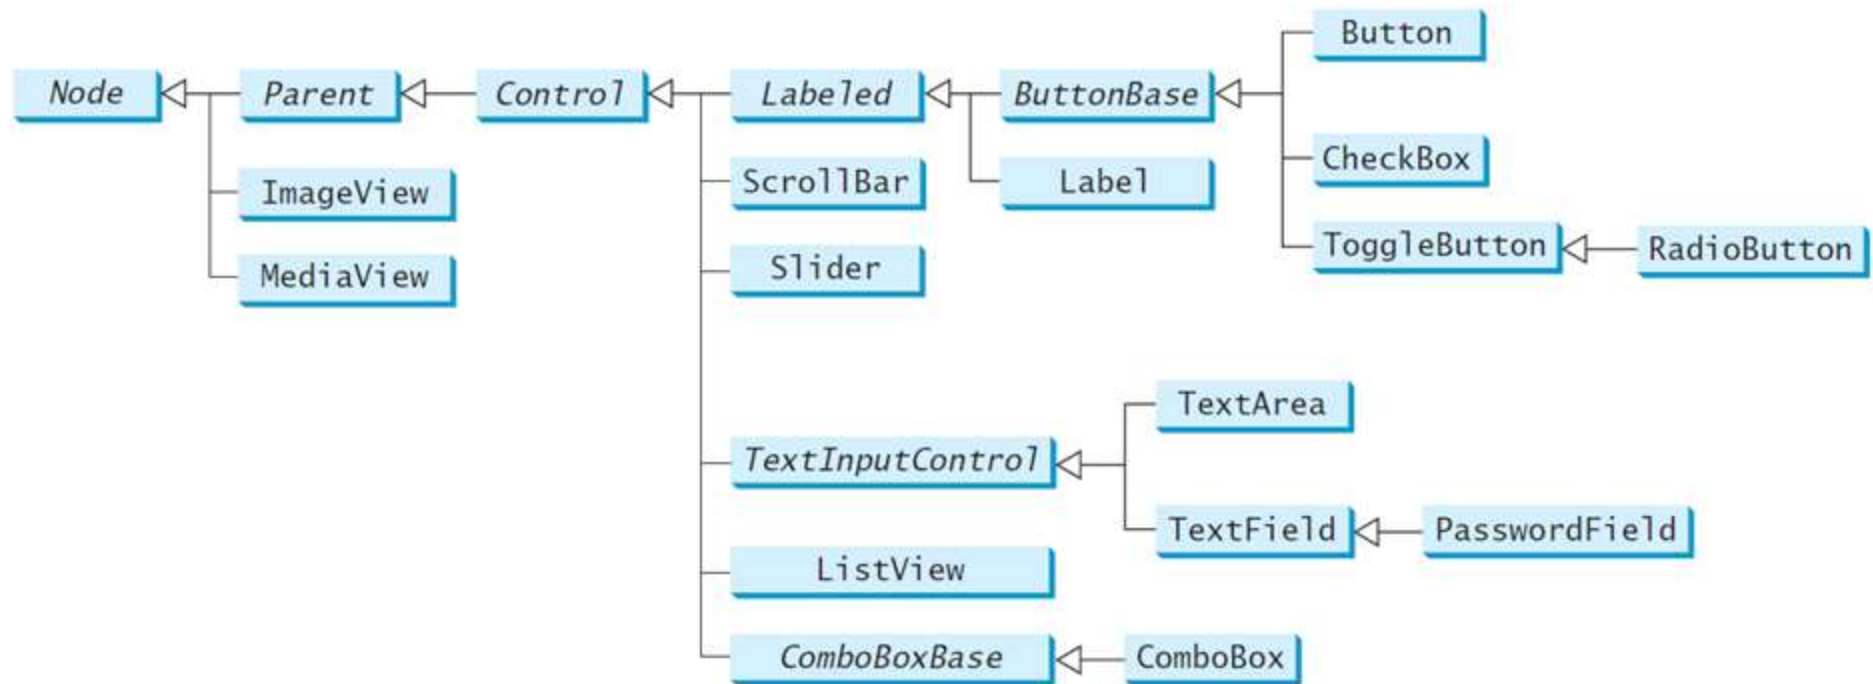 Button
Node
Parent
Control
Labeled
ButtonBase
CheckBox
ImageView
ScrollBar
Label
ToggleButton
RadioButton
MediaView
Slider
TextArea
TextInputControl
TextField
PasswordField
ListView
ComboBoxBase
ComboBox